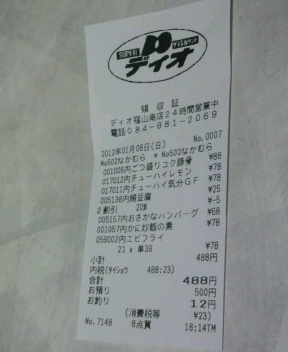 SUPER
ディオ
領収証
ディオ福山南店24時間営業中
電話084-981-2069
2012年01月08日(日) No.0007
No502なかむら * No502なかむら
001005内ごつ盛りコク豚骨 ¥88
017012内チューハイレモン ¥78
017011内チューハイ気分GF ¥78
005138内絹豆腐 ¥25
2 割引 20% ¥-5
005157内おさかなハンバーグ ¥68
001057内かに炒飯の素 ¥78
059002内エビフライ
2コ × 単39 ¥78
小計 488円
内税(タイショウ 488:23)
合計 488円
お預り 500円
お釣り 12円
(消費税等 ¥23)
No.7148 8点買 18:14TM